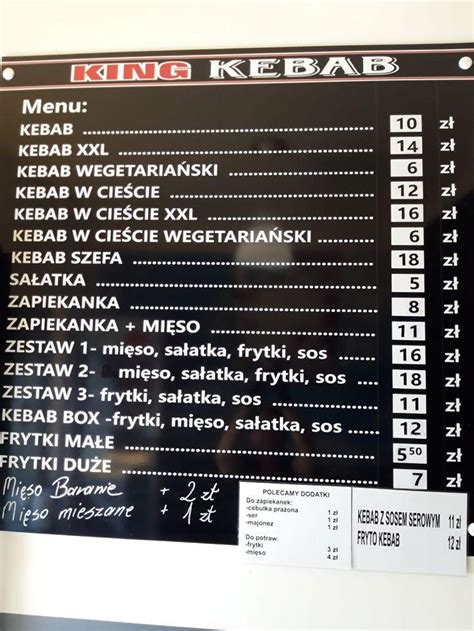 KING KEBAB
Menu:
KEBAB 10 zł
KEBAB XXL 14 zł
KEBAB WEGETARIAŃSKI 6 zł
KEBAB W CIEŚCIE 12 zł
KEBAB W CIEŚCIE XXL 16 zł
KEBAB W CIEŚCIE WEGETARIAŃSKI 6 zł
KEBAB SZEFA 18 zł
SAŁATKA 5 zł
ZAPIEKANKA 8 zł
ZAPIEKANKA + MIĘSO 11 zł
ZESTAW 1- mięso, sałatka, frytki, sos 16 zł
ZESTAW 2- mięso, sałatka, frytki, sos 18 zł
ZESTAW 3- frytki, sałatka, sos 11 zł
KEBAB BOX -frytki, mięso, sałatka, sos 12 zł
FRYTKI MAŁE 5 50 zł
FRYTKI DUŻE 7 zł
Mięso Baranie + 2 zł
Mięso mieszane + 1 zł
POLECAMY DODATKI
Do zapiekanek:
-cebulka prażona 1 zł
-ser 1 zł
-majonez 1 zł
Do potraw:
-frytki 3 zł
-mięso 4 zł
KEBAB Z SOSEM SEROWYM 11 zł
FRYTO KEBAB 12 zł